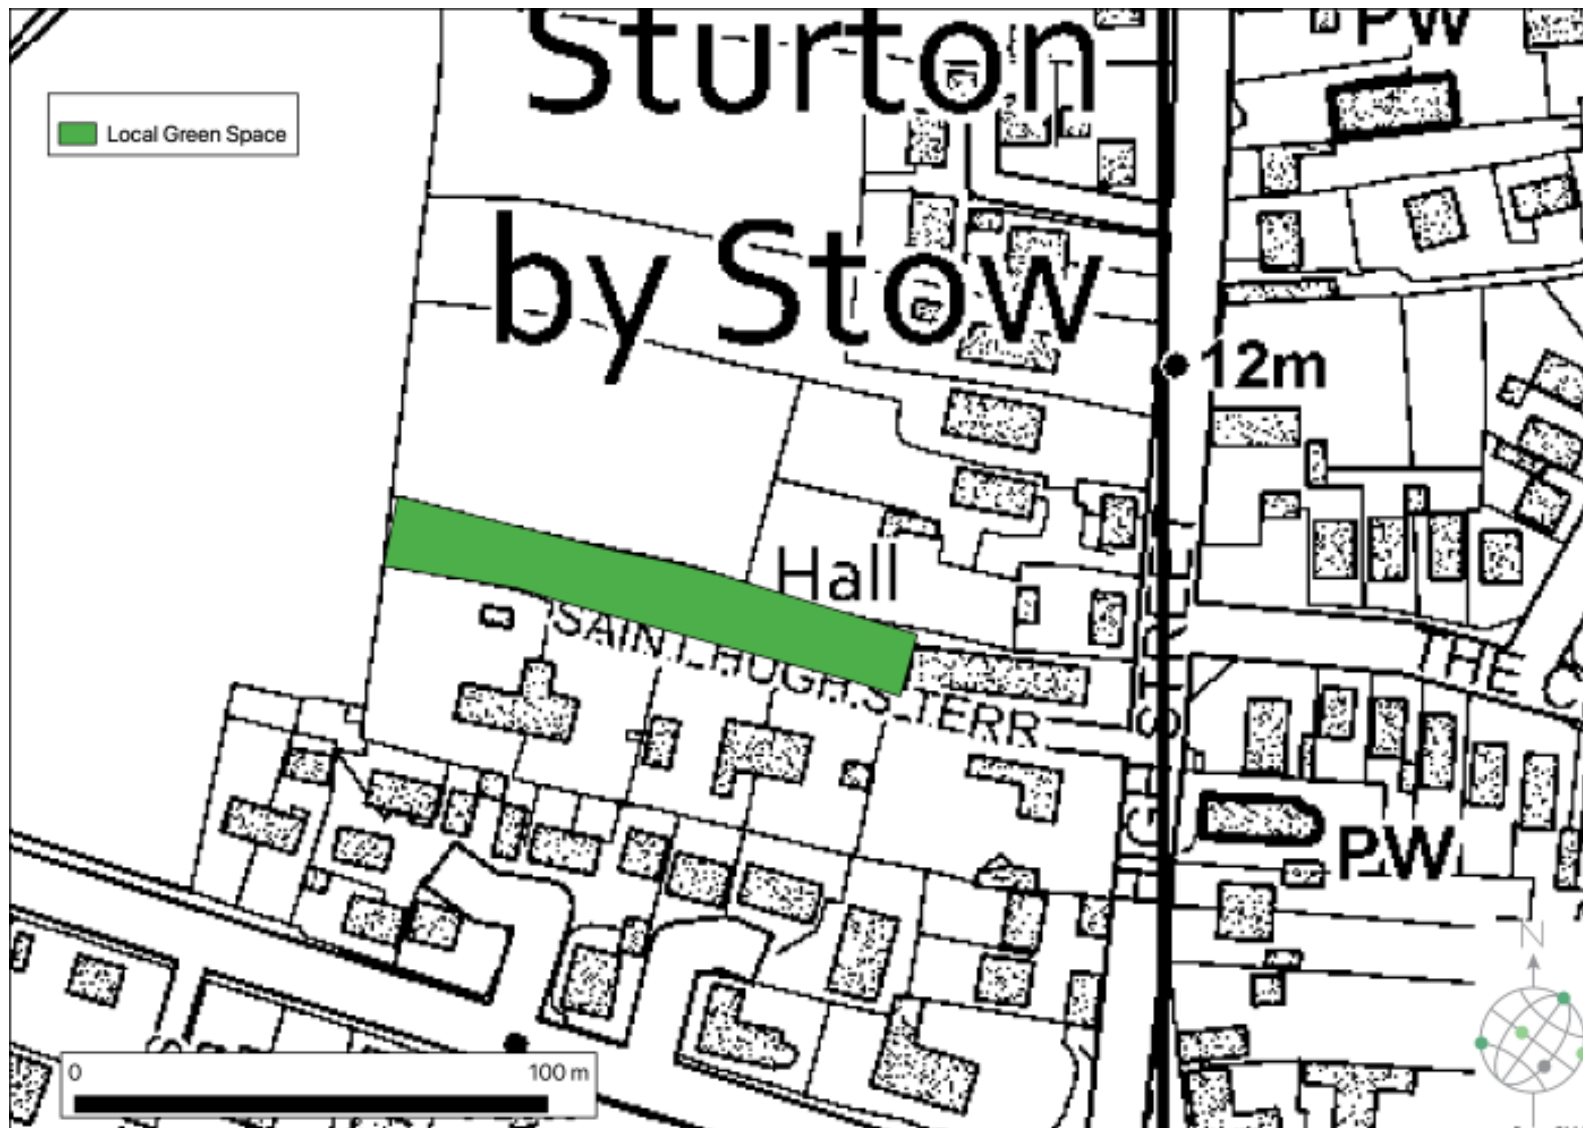 Sturton
PW
Local Green Space
by Stow
12m
Hall
THE C
SAINT HUGH'S TERR
PW
N
0 100 m